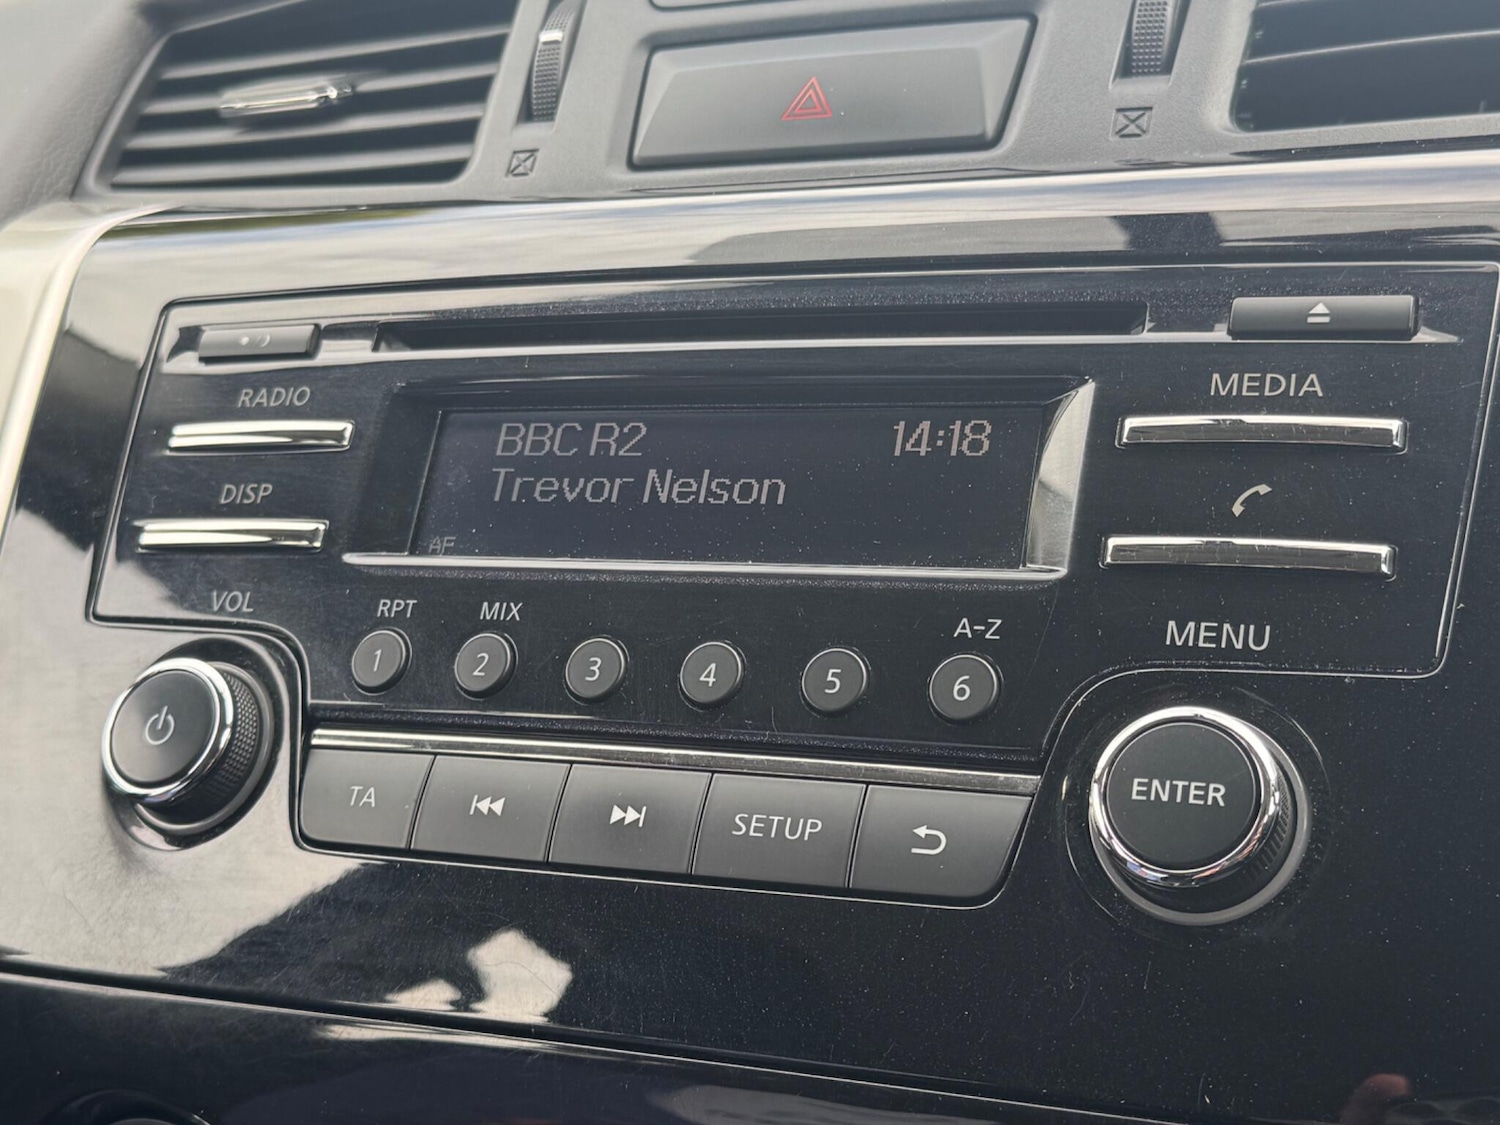 RADIO
MEDIA
BBC R2 14:18
Trevor Nelson
DISP
AF
VOL
RPT MIX A-Z
MENU
1 2 3 4 5 6
TA SETUP
ENTER